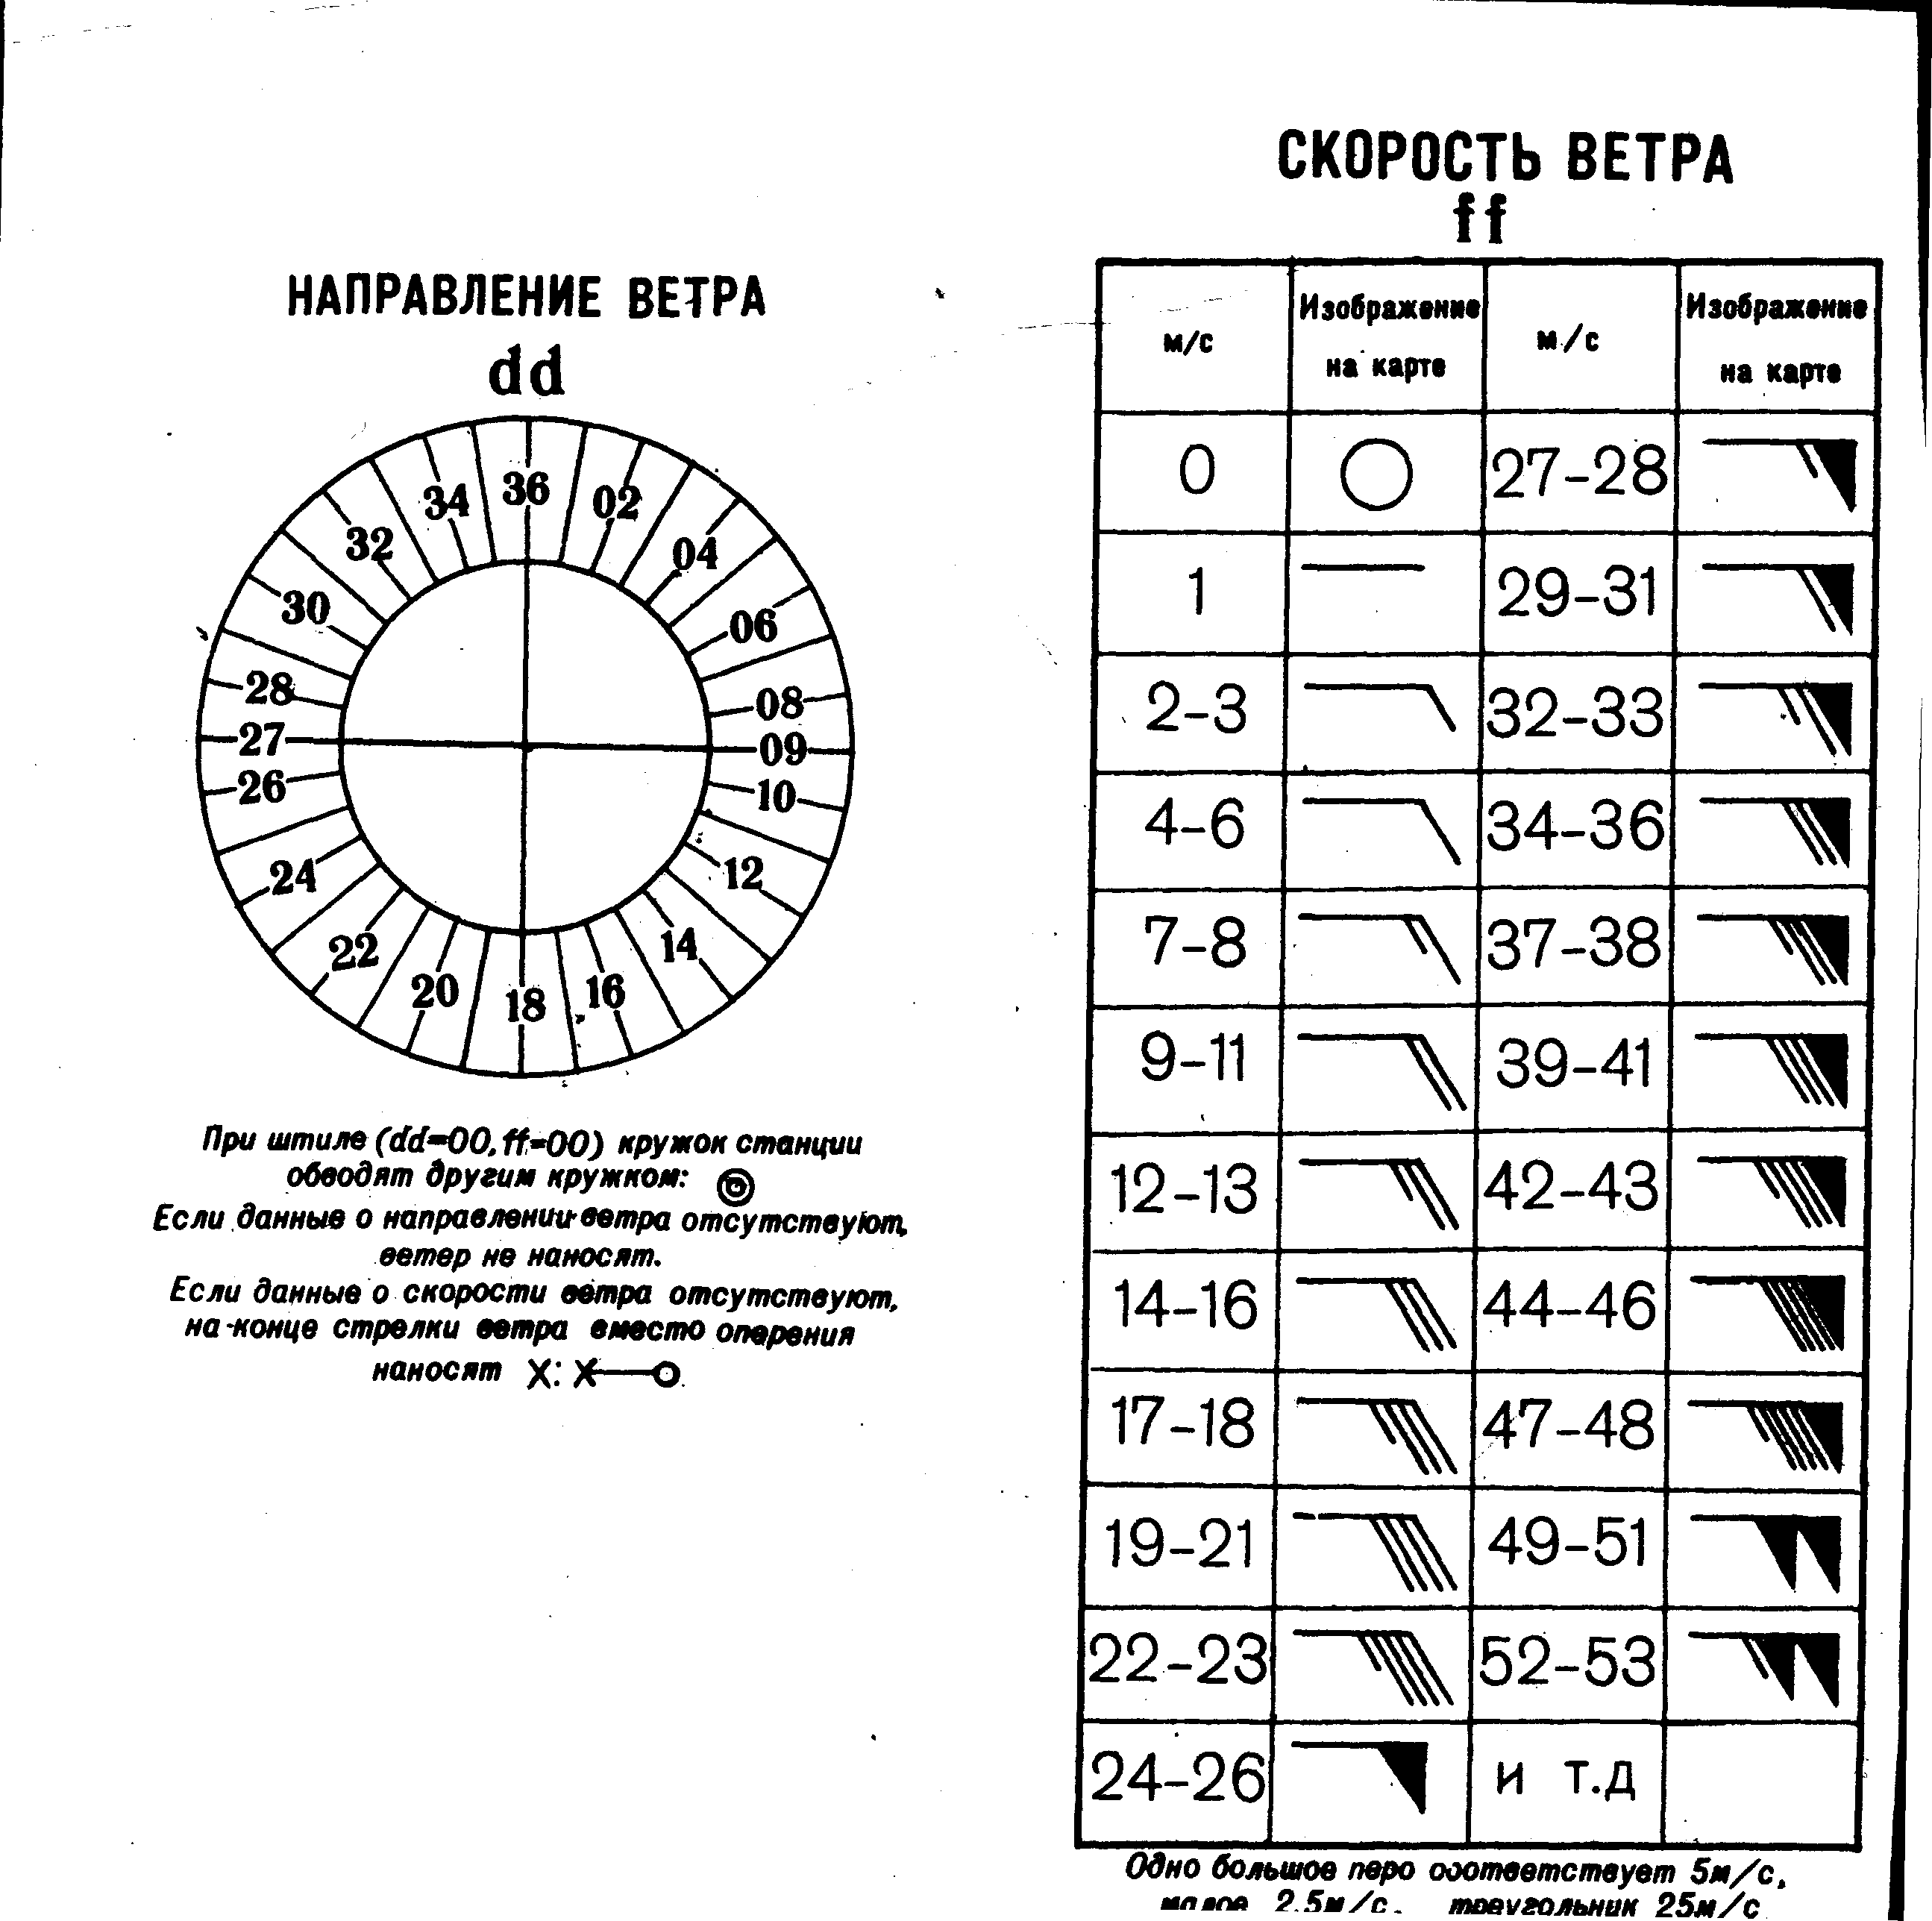 НАПРАВЛЕНИЕ ВЕТРА
dd
36
02
04
06
08
09
10
12
14
16
18
20
22
24
26
27
28
30
32
34
При штиле (dd=00, ff=00) кружок станции
обводят другим кружком:
Если данные о направлении ветра отсутствуют,
ветер не наносят.
Если данные о скорости ветра отсутствуют,
на конце стрелки ветра вместо оперения
наносят X: X
СКОРОСТЬ ВЕТРА
ff
м/с Изображение на карте м/с Изображение на карте
0 27-28
1 29-31
2-3 32-33
4-6 34-36
7-8 37-38
9-11 39-41
12-13 42-43
14-16 44-46
17-18 47-48
19-21 49-51
22-23 52-53
24-26 и т.д
Одно большое перо соответствует 5м/с,
малое 2.5м/с. треугольник 25м/с